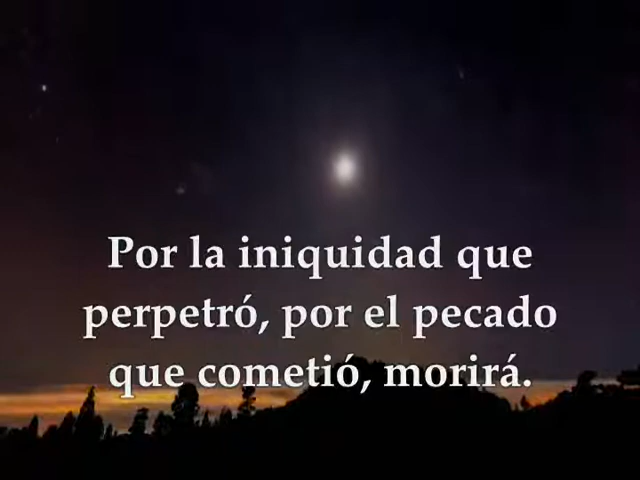 Por la iniquidad que
perpetró, por el pecado
que cometió, morirá.